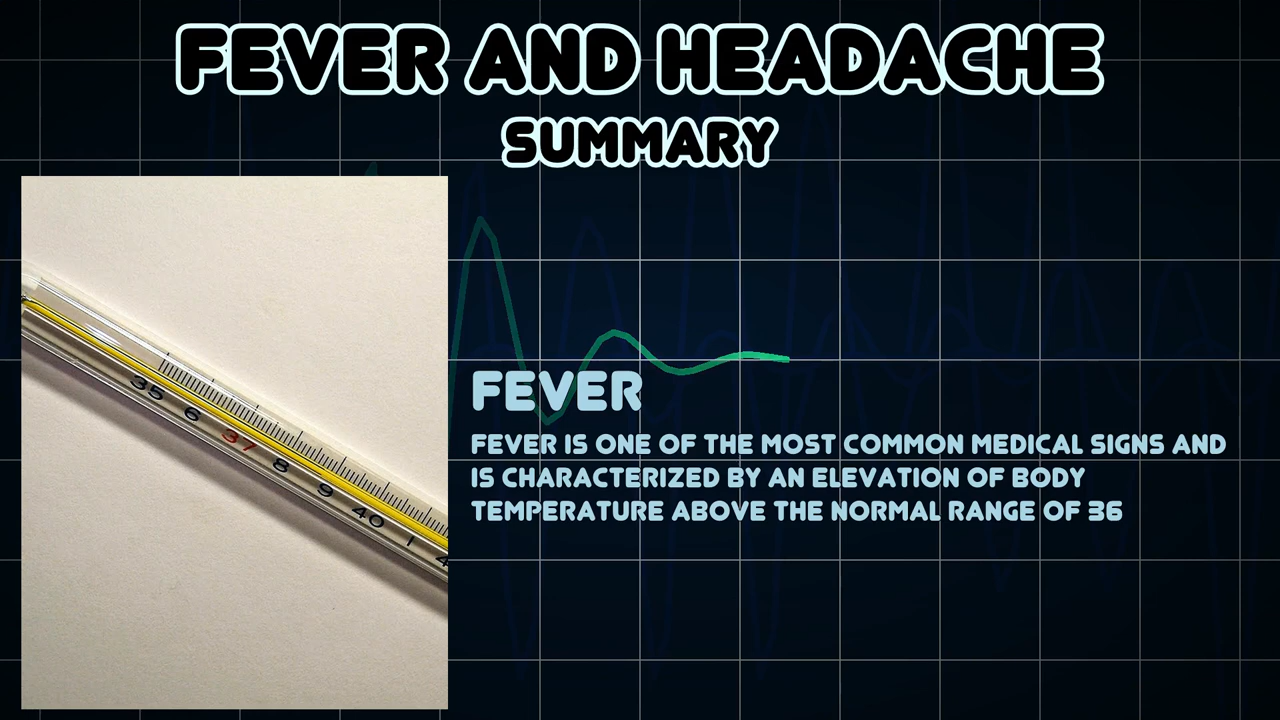 FEVER AND HEADACHE
SUMMARY
35 6 37 8 9 40 1
FEVER
FEVER IS ONE OF THE MOST COMMON MEDICAL SIGNS AND
IS CHARACTERIZED BY AN ELEVATION OF BODY
TEMPERATURE ABOVE THE NORMAL RANGE OF 36